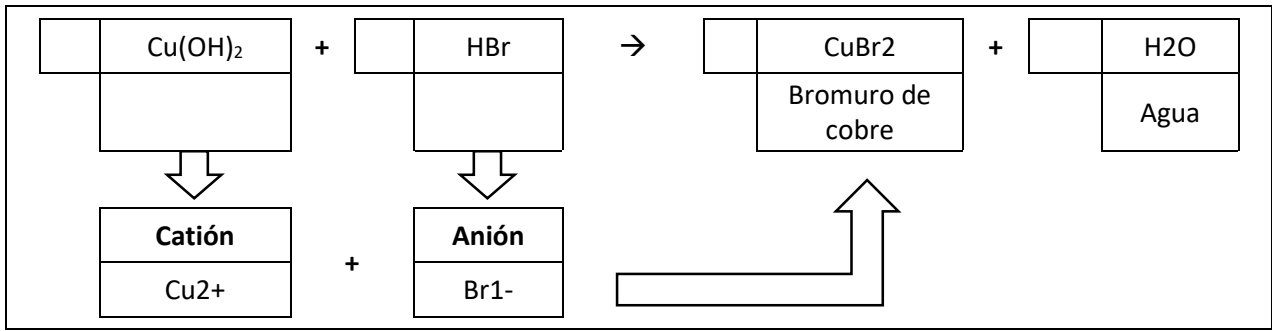 Cu(OH)₂ + HBr → CuBr2 + H2O
Bromuro de
cobre
Agua
Catión + Anión
Cu2+ Br1-